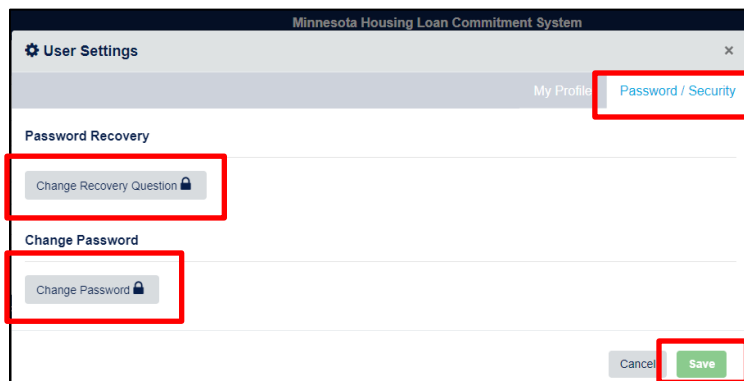 Minnesota Housing Loan Commitment System
User Settings ×
My Profile Password / Security
Password Recovery
Change Recovery Question
Change Password
Change Password
Cancel Save